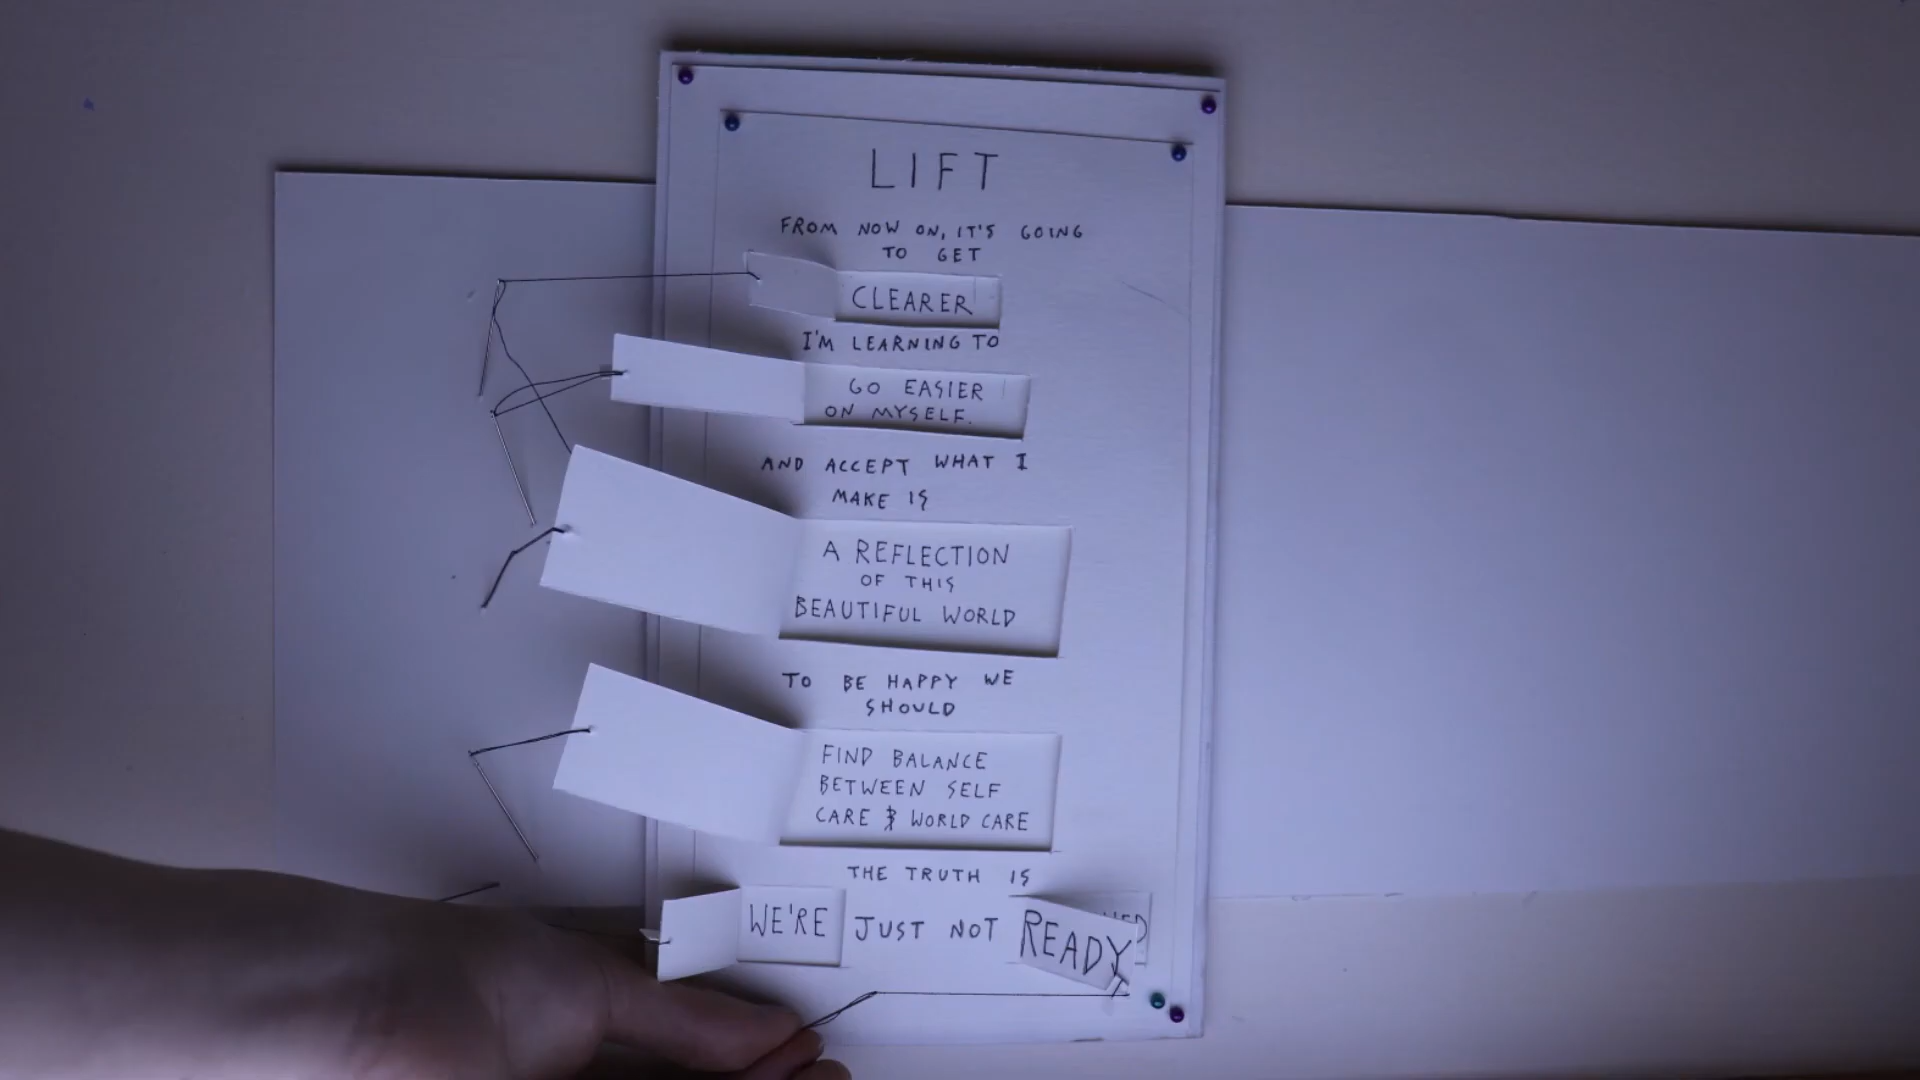 LIFT
FROM NOW ON, IT'S GOING
TO GET
CLEARER
I'M LEARNING TO
GO EASIER
ON MYSELF.
AND ACCEPT WHAT I
MAKE IS
A REFLECTION
OF THIS
BEAUTIFUL WORLD
TO BE HAPPY WE
SHOULD
FIND BALANCE
BETWEEN SELF
CARE & WORLD CARE
THE TRUTH IS
WE'RE JUST NOT READY